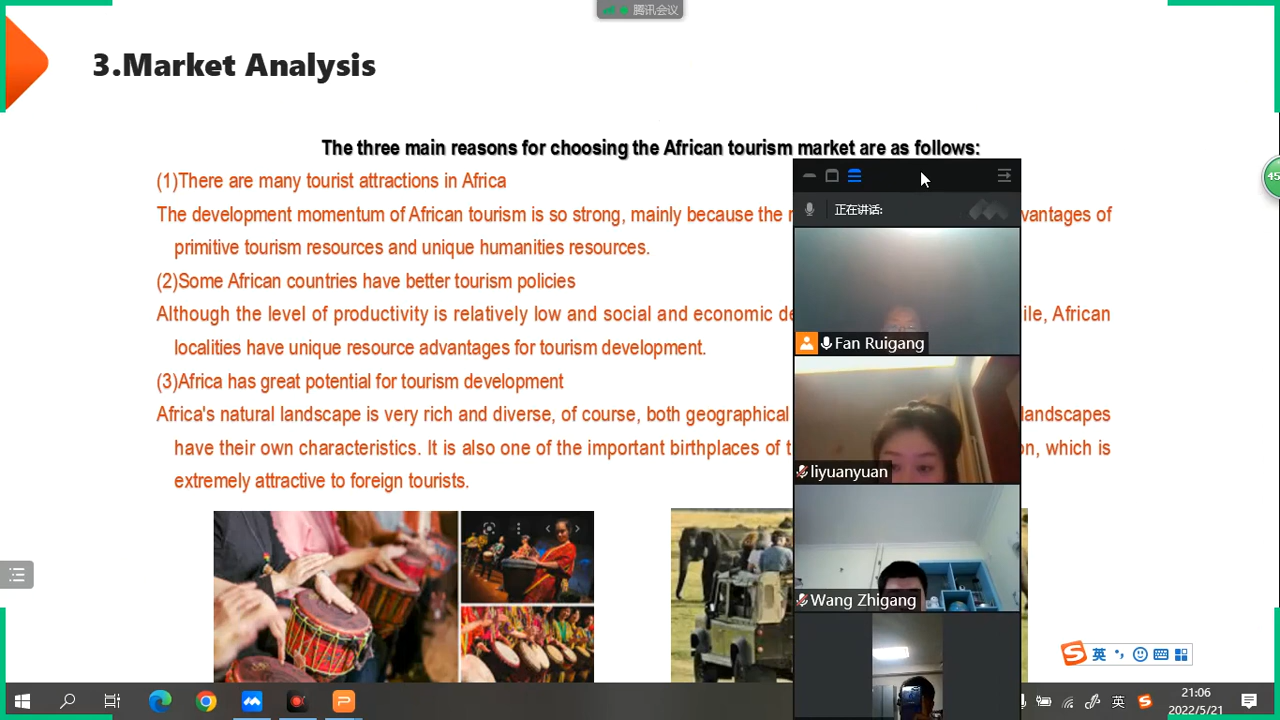 腾讯会议
3.Market Analysis
The three main reasons for choosing the African tourism market are as follows:
(1)There are many tourist attractions in Africa
The development momentum of African tourism is so strong, mainly because the
vantages of
primitive tourism resources and unique humanities resources.
(2)Some African countries have better tourism policies
Although the level of productivity is relatively low and social and economic de
ile, African
localities have unique resource advantages for tourism development.
(3)Africa has great potential for tourism development
Africa's natural landscape is very rich and diverse, of course, both geographical
landscapes
have their own characteristics. It is also one of the important birthplaces of
on, which is
extremely attractive to foreign tourists.
正在讲话:
Fan Ruigang
liyuanyuan
Wang Zhigang
45
英
英
21:06
2022/5/21